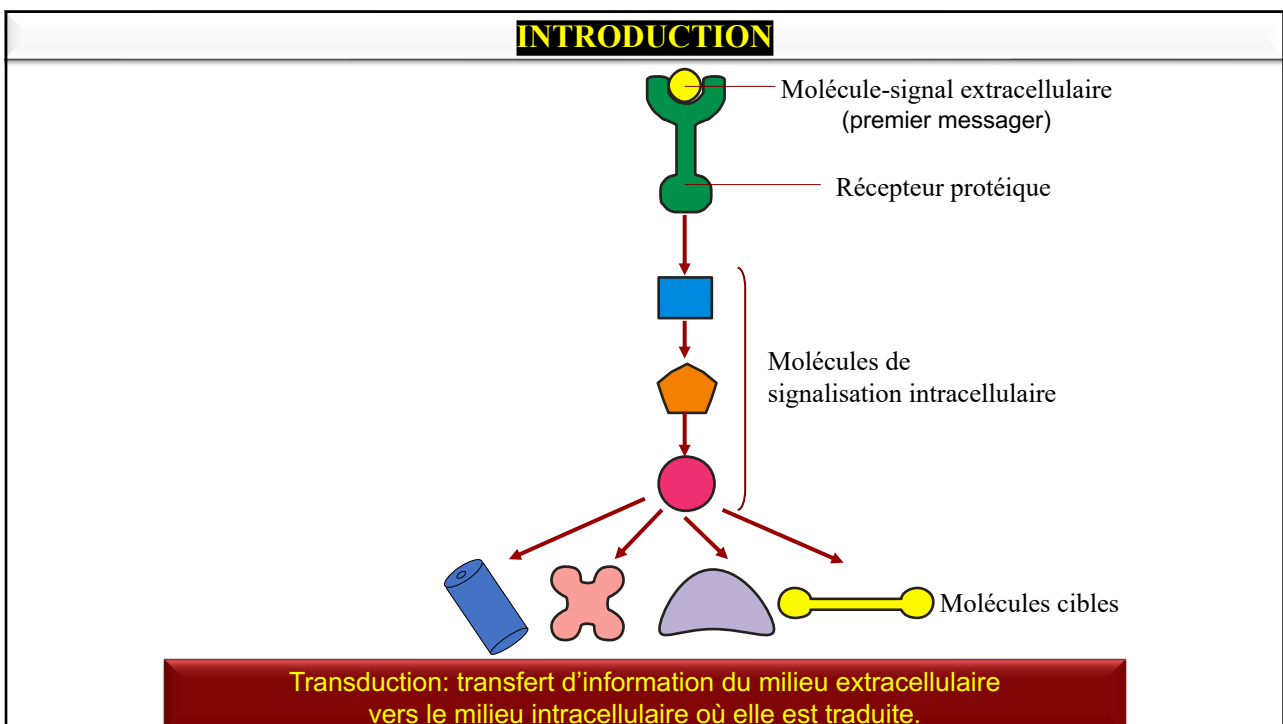 INTRODUCTION
Molécule-signal extracellulaire
(premier messager)
Récepteur protéique
Molécules de
signalisation intracellulaire
Molécules cibles
Transduction: transfert d’information du milieu extracellulaire
vers le milieu intracellulaire où elle est traduite.